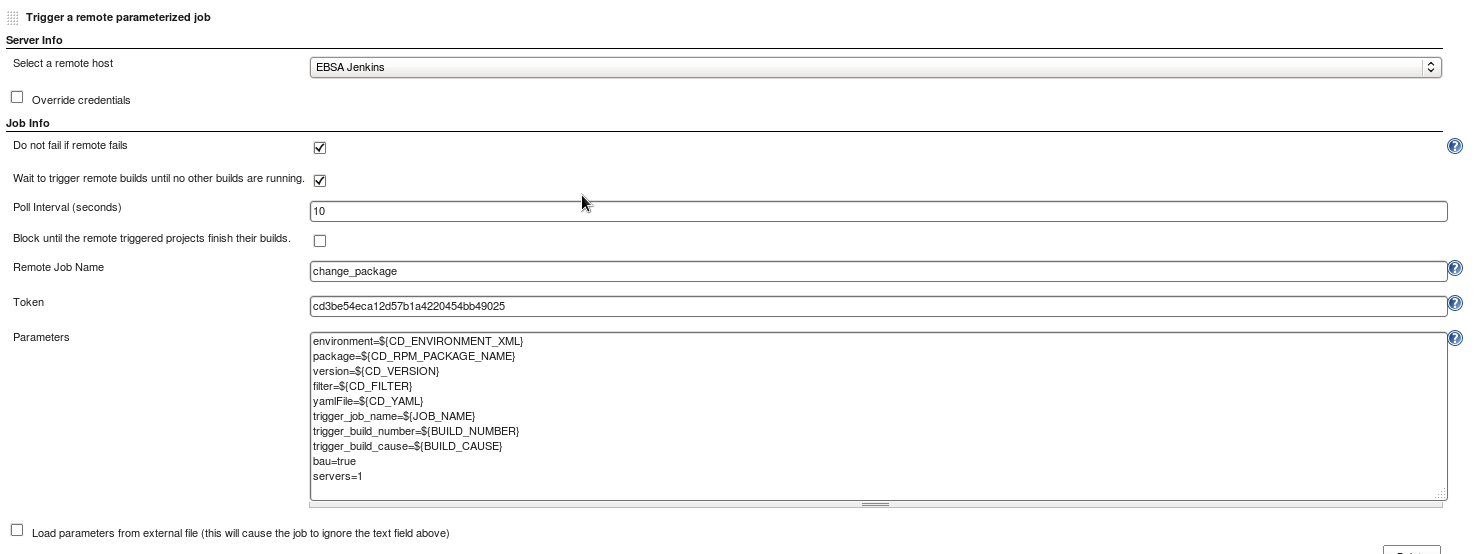 Trigger a remote parameterized job
Server Info
Select a remote host
EBSA Jenkins
Override credentials
Job Info
Do not fail if remote fails
Wait to trigger remote builds until no other builds are running.
Poll Interval (seconds)
10
Block until the remote triggered projects finish their builds.
Remote Job Name
change_package
Token
cd3be54eca12d57b1a4220454bb49025
Parameters
environment=${CD_ENVIRONMENT_XML}
package=${CD_RPM_PACKAGE_NAME}
version=${CD_VERSION}
filter=${CD_FILTER}
yamlFile=${CD_YAML}
trigger_job_name=${JOB_NAME}
trigger_build_number=${BUILD_NUMBER}
trigger_build_cause=${BUILD_CAUSE}
bau=true
servers=1
Load parameters from external file (this will cause the job to ignore the text field above)